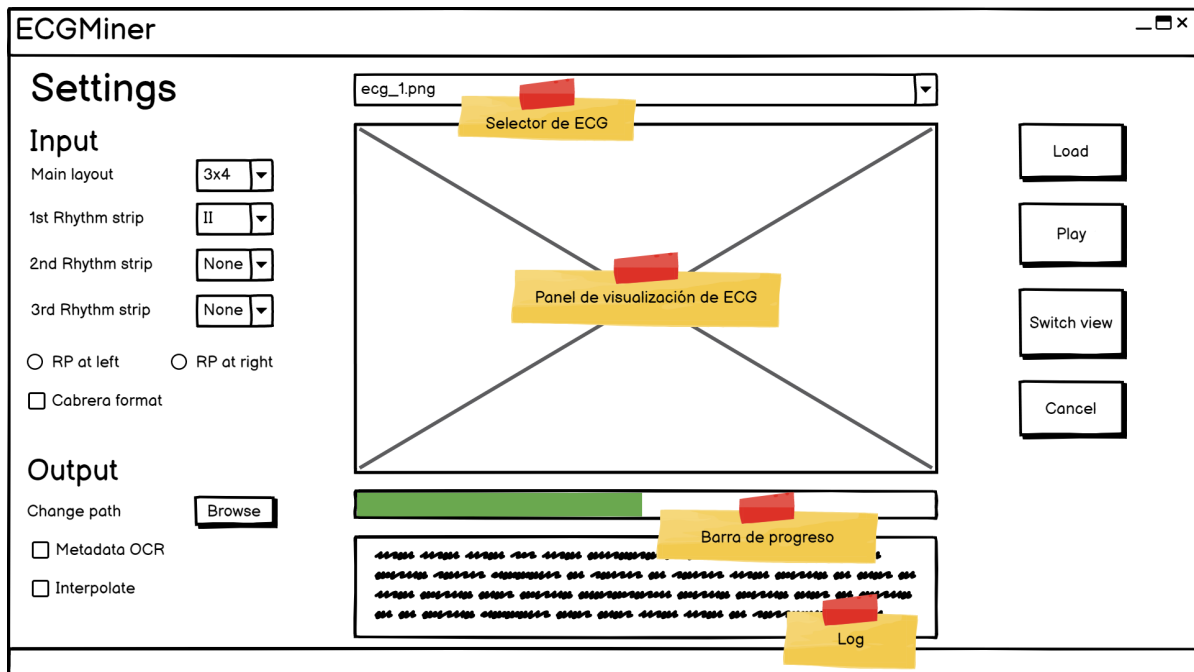 ECGMiner
Settings
Input
Main layout 3x4
1st Rhythm strip II
2nd Rhythm strip None
3rd Rhythm strip None
RP at left RP at right
Cabrera format
Output
Change path Browse
Metadata OCR
Interpolate
ecg_1.png
Selector de ECG
Panel de visualización de ECG
Barra de progreso
Log
Load
Play
Switch view
Cancel